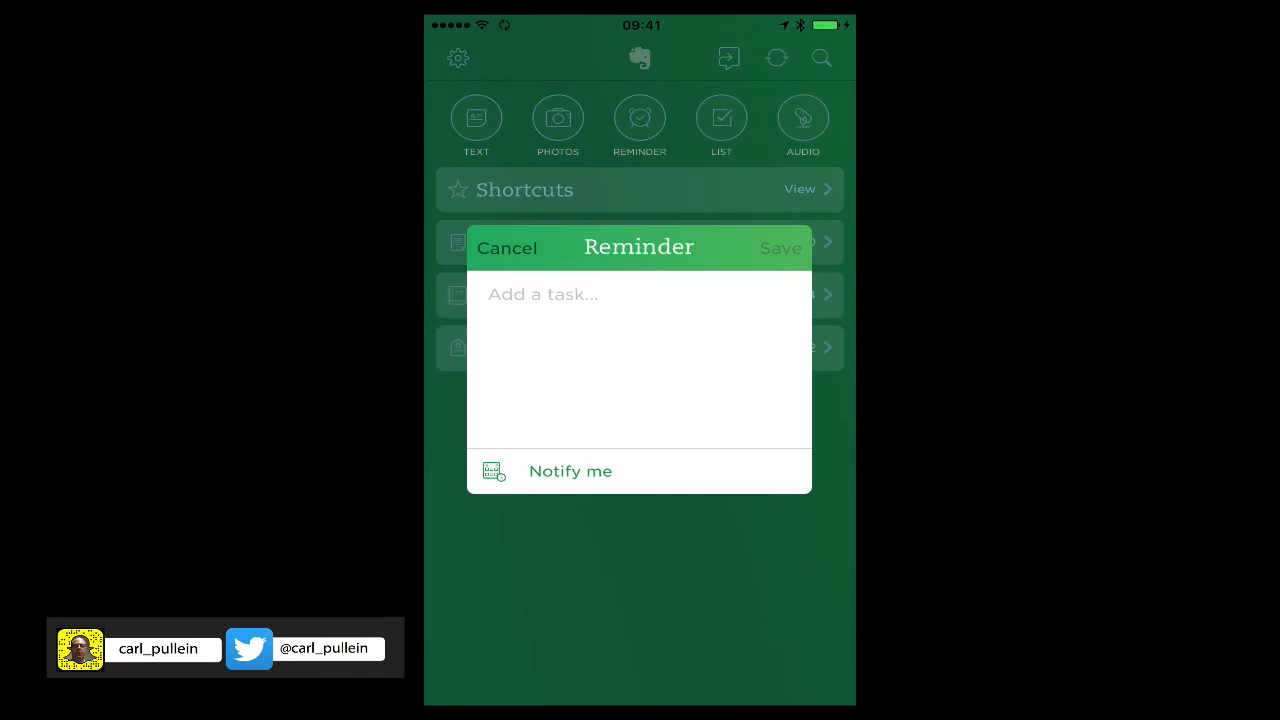 09:41
TEXT PHOTOS REMINDER LIST AUDIO
Shortcuts View
Cancel Reminder Save
Add a task...
Notify me
carl_pullein @carl_pullein